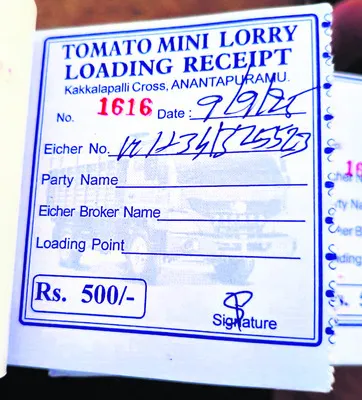 TOMATO MINI LORRY
LOADING RECEIPT
Kakkalapalli Cross, ANANTAPURAMU.
No. 1616 Date : 9/9/25
Eicher No.
Party Name
Eicher Broker Name
Loading Point
Rs. 500/-
Signature